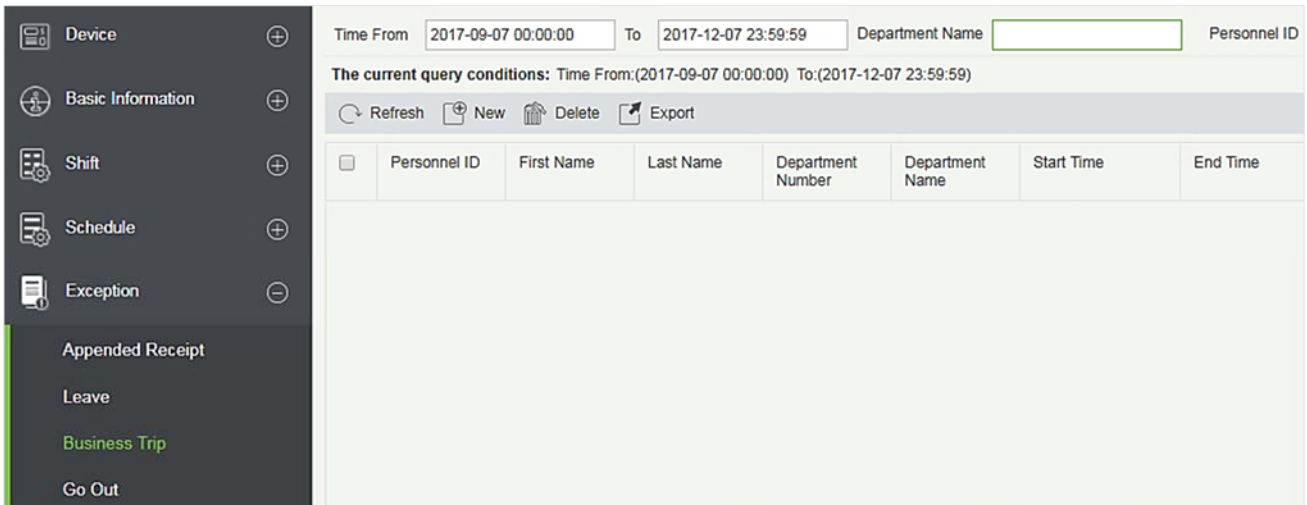 Device
Basic Information
Shift
Schedule
Exception
Appended Receipt
Leave
Business Trip
Go Out
Time From 2017-09-07 00:00:00 To 2017-12-07 23:59:59 Department Name Personnel ID
The current query conditions: Time From:(2017-09-07 00:00:00) To:(2017-12-07 23:59:59)
Refresh New Delete Export
Personnel ID First Name Last Name Department Number Department Name Start Time End Time